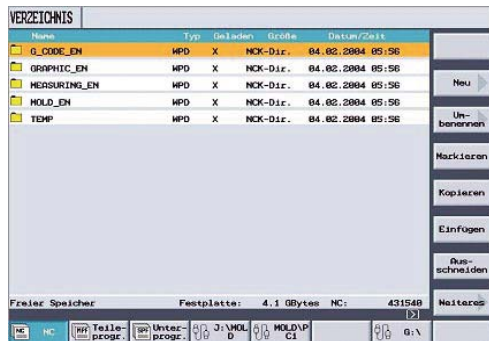 VERZEICHNIS
Name Typ Geladen Größe Datum/Zeit
G_CODE_EN WPD X NCK-Dir. 04.02.2004 05:56
GRAPHIC_EN WPD X NCK-Dir. 04.02.2004 05:56
MEASURING_EN WPD X NCK-Dir. 04.02.2004 05:56
MOLD_EN WPD X NCK-Dir. 04.02.2004 05:56
TEMP WPD X NCK-Dir. 04.02.2004 05:56
Neu
Um-
benennen
Markieren
Kopieren
Einfügen
Aus-
schneiden
Weiteres
Freier Speicher Festplatte: 4.1 GBytes NC: 431540
NC NC
MPF Teile-
progr.
SPF Unter-
progr.
J:\MOL
D
MOLD\P
C1
G:\